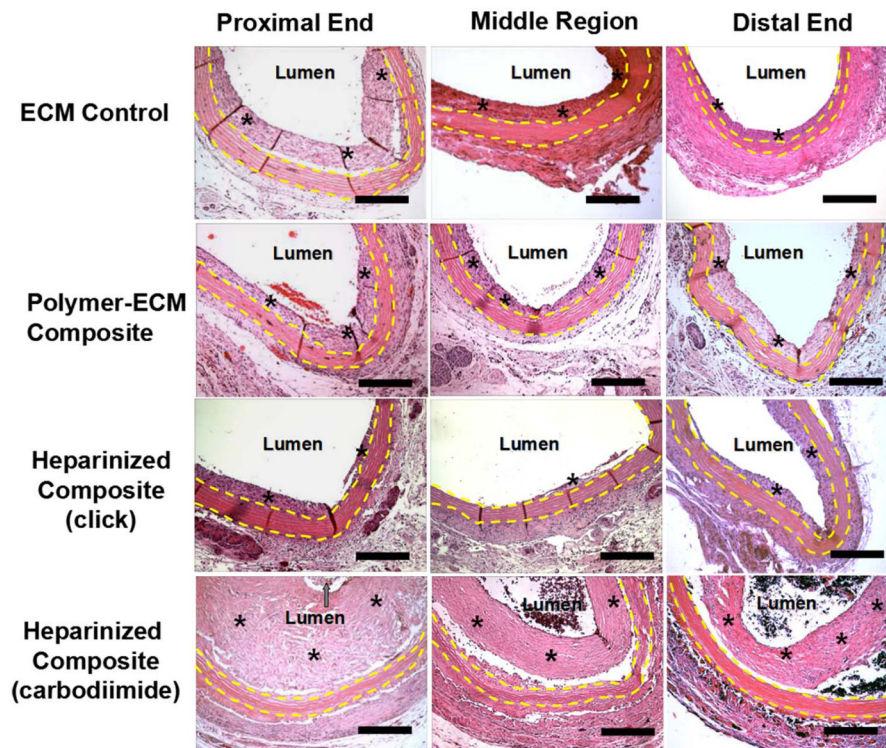 Proximal End Middle Region Distal End
ECM Control
Lumen
Lumen
Lumen
Polymer-ECM
Composite
Lumen
Lumen
Lumen
Heparinized
Composite
(click)
Lumen
Lumen
Lumen
Heparinized
Composite
(carbodiimide)
Lumen
Lumen
Lumen